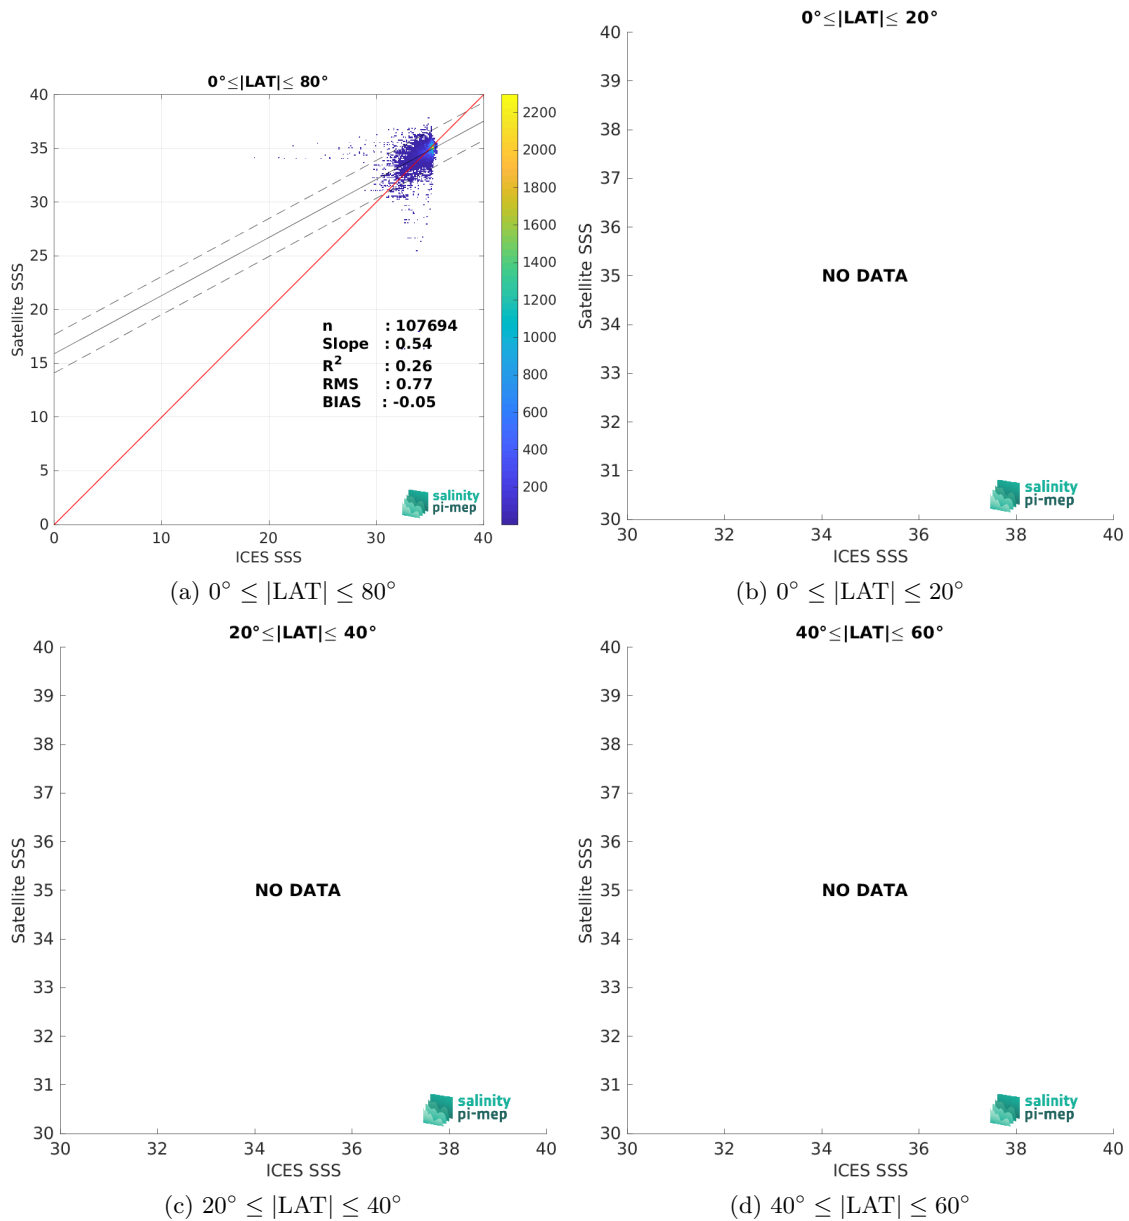 0°≤|LAT|≤ 80°
40
35
30
25
20
15
10
5
0
Satellite SSS
n : 107694
Slope : 0.54
R² : 0.26
RMS : 0.77
BIAS : -0.05
salinity
pi-mep
0 10 20 30 40
ICES SSS
2200
2000
1800
1600
1400
1200
1000
800
600
400
200
(a) 0° ≤ |LAT| ≤ 80°
0°≤|LAT|≤ 20°
40
39
38
37
36
35
34
33
32
31
30
Satellite SSS
NO DATA
salinity
pi-mep
30 32 34 36 38 40
ICES SSS
(b) 0° ≤ |LAT| ≤ 20°
20°≤|LAT|≤ 40°
40
39
38
37
36
35
34
33
32
31
30
Satellite SSS
NO DATA
salinity
pi-mep
30 32 34 36 38 40
ICES SSS
(c) 20° ≤ |LAT| ≤ 40°
40°≤|LAT|≤ 60°
40
39
38
37
36
35
34
33
32
31
30
Satellite SSS
NO DATA
salinity
pi-mep
30 32 34 36 38 40
ICES SSS
(d) 40° ≤ |LAT| ≤ 60°